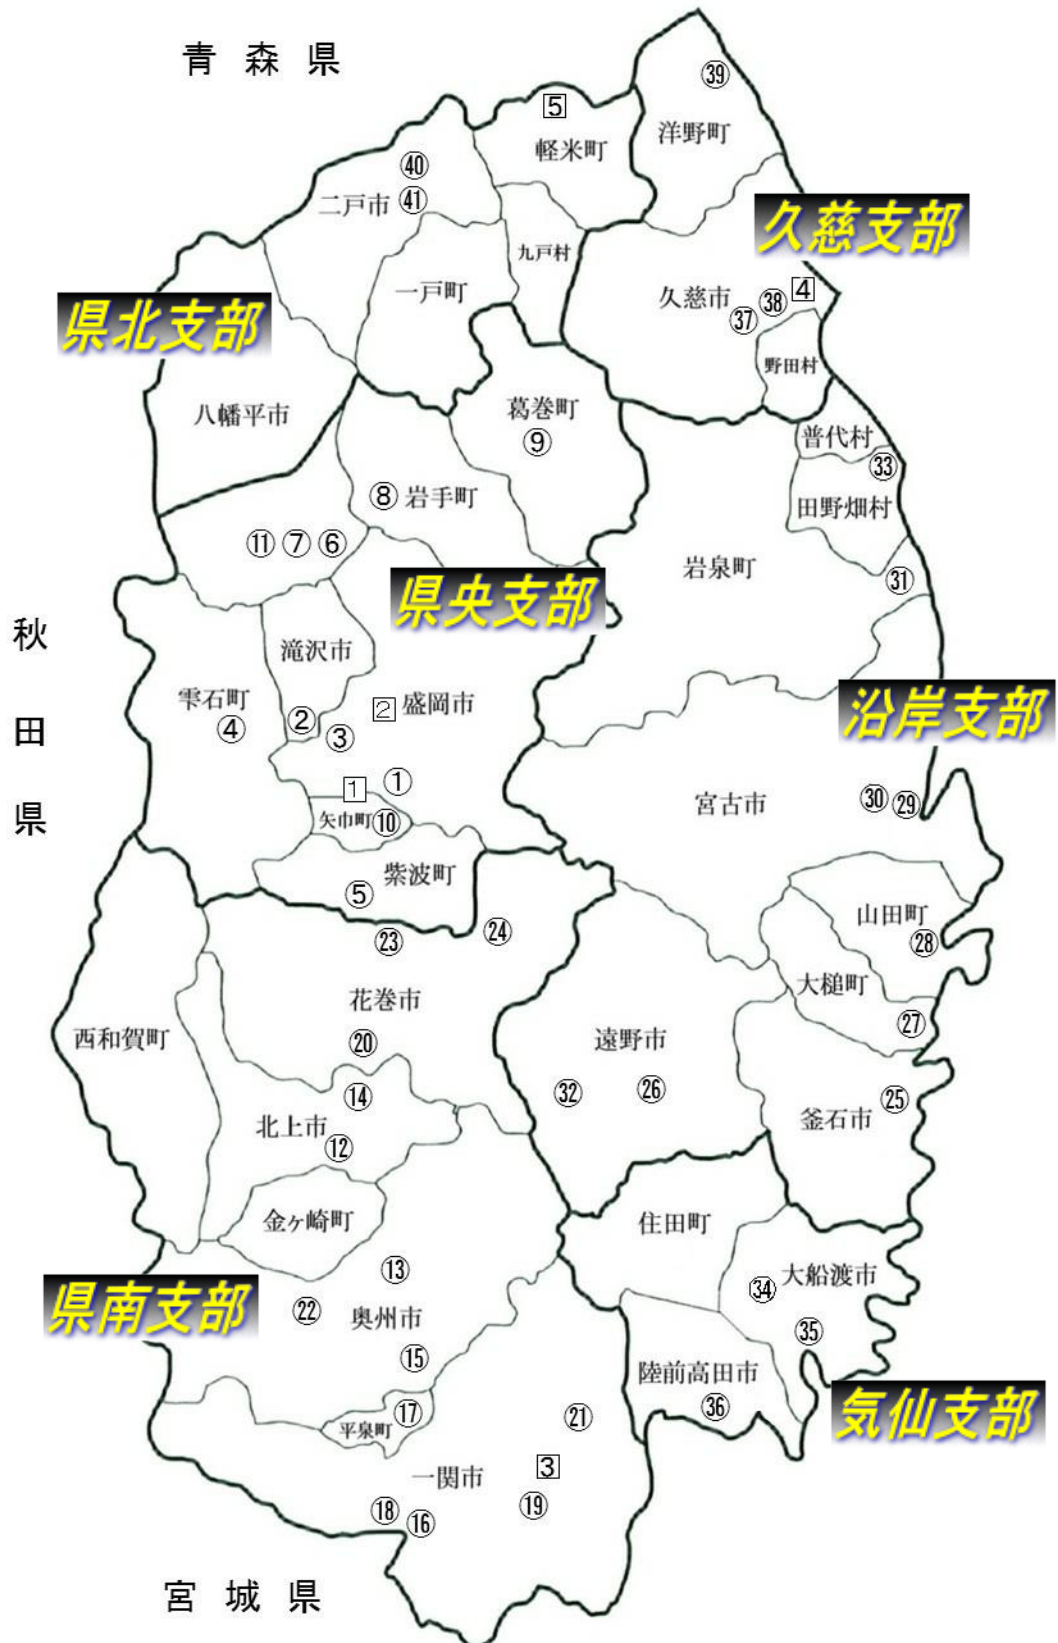 青森県
㊴
5
洋野町
軽米町
㊵
二戸市 ㊶
久慈支部
九戸村
一戸町
久慈市 ㊳ 4
㊲
県北支部
野田村
八幡平市
葛巻町
⑨
普代村
㉝
⑧ 岩手町
田野畑村
⑪ ⑦ ⑥
岩泉町
㉛
県央支部
秋田県
滝沢市
雫石町
④
2 盛岡市
② ③
沿岸支部
1 ①
矢巾町 ⑩
宮古市 ㉚ ㉙
紫波町
⑤
㉓ ㉔
山田町
㉘
花巻市
⑳
大槌町
㉗
西和賀町
遠野市
㉜ ㉖
⑭
北上市
⑫
㉕
釜石市
金ヶ崎町
住田町
⑬
県南支部
㉒ 奥州市
⑮
㉞ 大船渡市
㉟
陸前高田市
㊱
気仙支部
平泉町 ⑰
㉑
一関市 3
⑱ ⑯ ⑲
宮城県